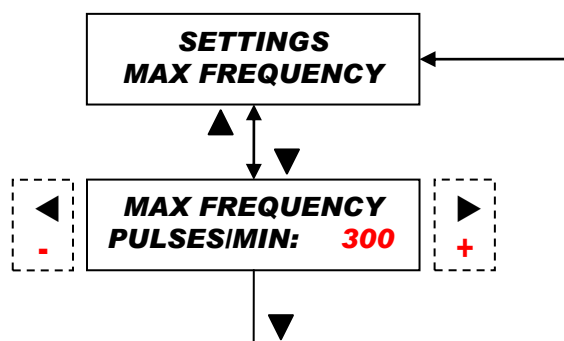 SETTINGS
MAX FREQUENCY
MAX FREQUENCY
PULSES/MIN: 300
-
+